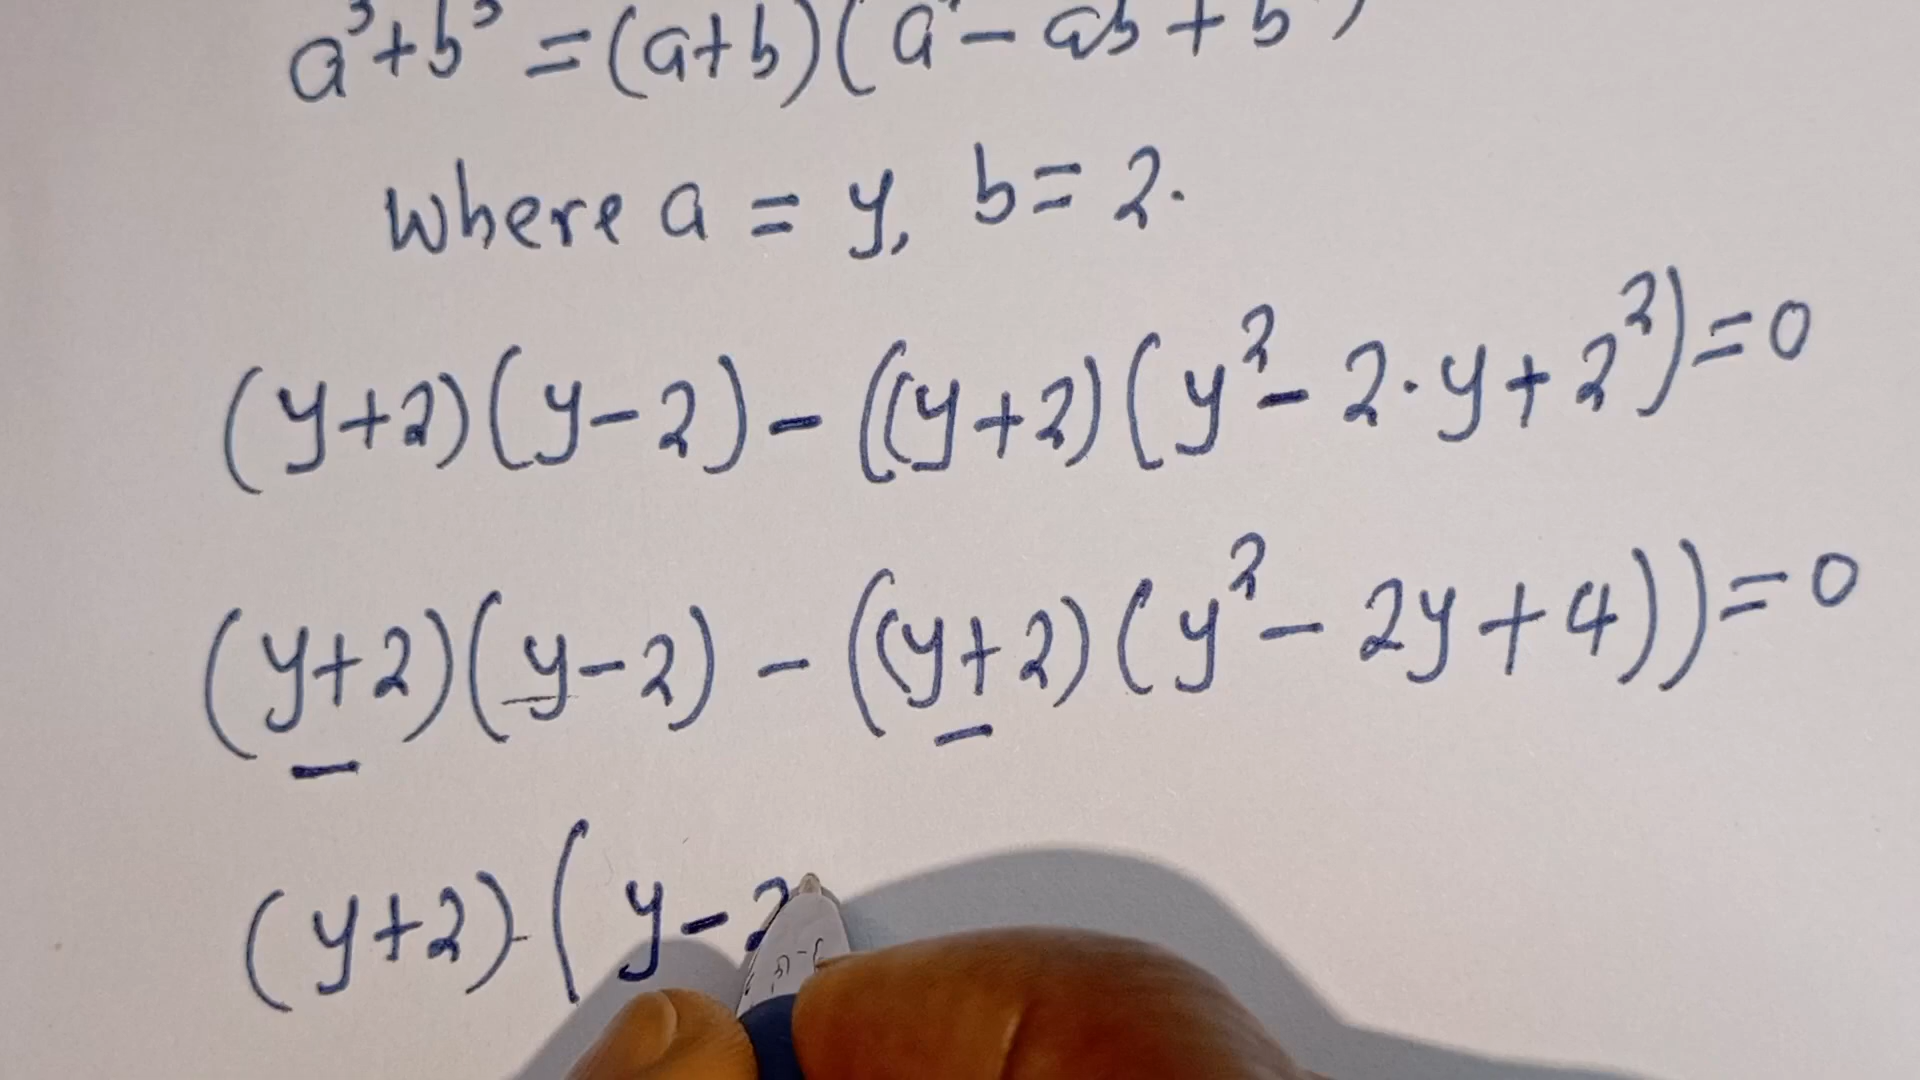 a³+b³ = (a+b)(a² - ab + b²)
where a = y, b = 2.
(y+2)(y-2) - ((y+2)(y² - 2·y + 2²) = 0
(y+2)(y-2) - ((y+2)(y² - 2y + 4)) = 0
(y+2) (y-2